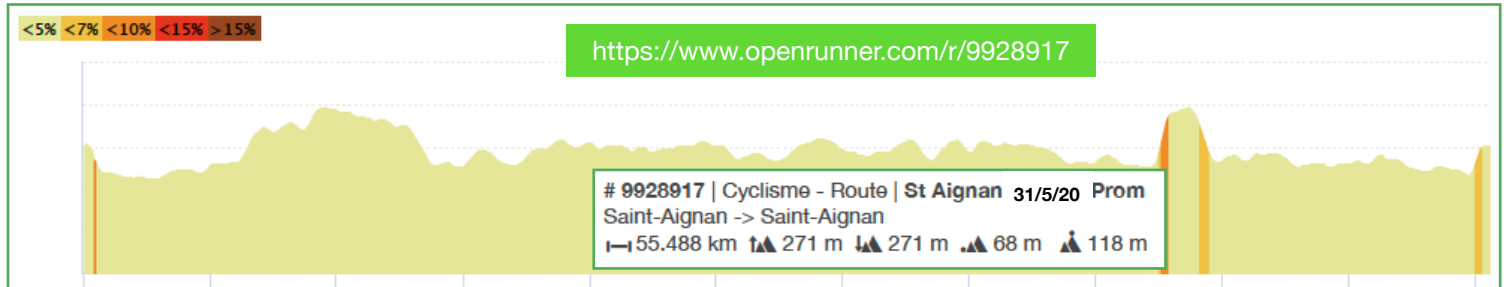 <5% <7% <10% <15% >15%
https://www.openrunner.com/r/9928917
# 9928917 | Cyclisme - Route | St Aignan 31/5/20 Prom
Saint-Aignan -> Saint-Aignan
55.488 km 271 m 271 m 68 m 118 m